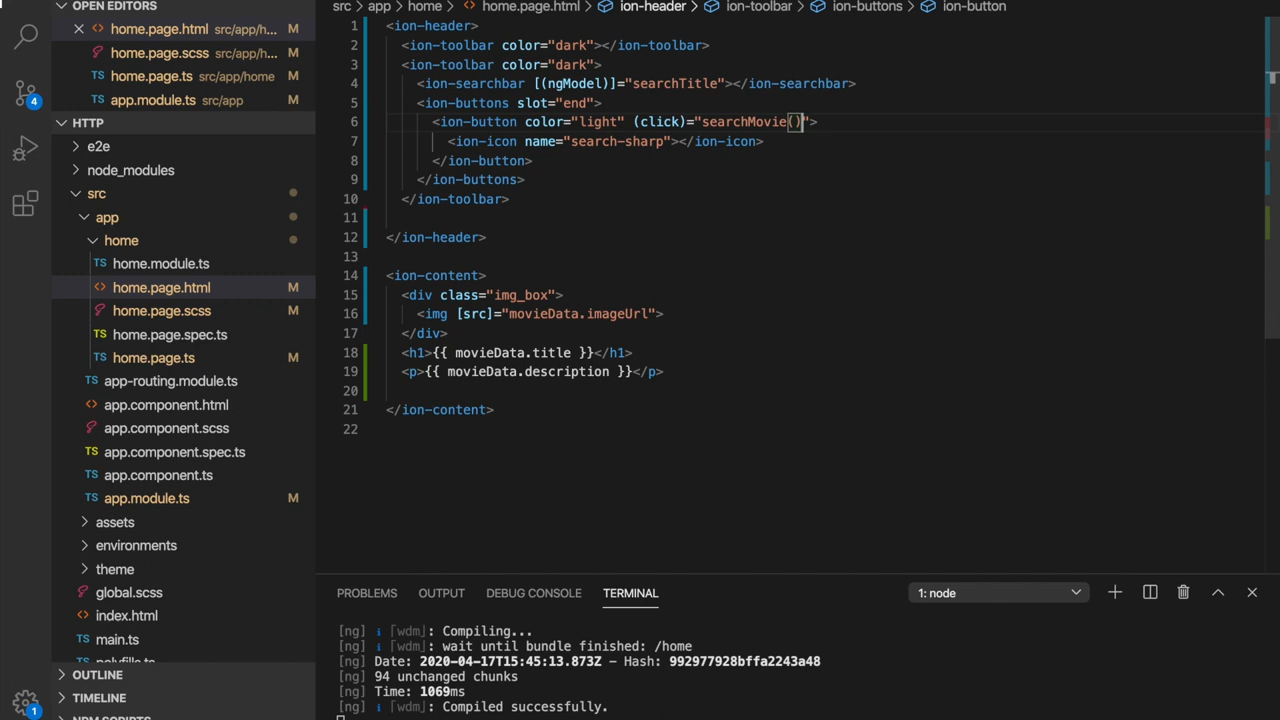 OPEN EDITORS
home.page.html src/app/h... M
home.page.scss src/app/h... M
home.page.ts src/app/home M
app.module.ts src/app M
HTTP
e2e
node_modules
src
app
home
home.module.ts
home.page.html M
home.page.scss M
home.page.spec.ts
home.page.ts M
app-routing.module.ts
app.component.html
app.component.scss
app.component.spec.ts
app.component.ts
app.module.ts M
assets
environments
theme
global.scss
index.html
main.ts
polyfills.ts
OUTLINE
TIMELINE
NPM SCRIPTS
4
1
src > app > home > home.page.html > ion-header > ion-toolbar > ion-buttons > ion-button
1 <ion-header>
2 <ion-toolbar color="dark"></ion-toolbar>
3 <ion-toolbar color="dark">
4 <ion-searchbar [(ngModel)]="searchTitle"></ion-searchbar>
5 <ion-buttons slot="end">
6 <ion-button color="light" (click)="searchMovie()">
7 <ion-icon name="search-sharp"></ion-icon>
8 </ion-button>
9 </ion-buttons>
10 </ion-toolbar>
11
12 </ion-header>
13
14 <ion-content>
15 <div class="img_box">
16 <img [src]="movieData.imageUrl">
17 </div>
18 <h1>{{ movieData.title }}</h1>
19 <p>{{ movieData.description }}</p>
20
21 </ion-content>
22
PROBLEMS OUTPUT DEBUG CONSOLE TERMINAL 1: node
[ng] ℹ ｢wdm｣: Compiling...
[ng] ℹ ｢wdm｣: wait until bundle finished: /home
[ng] Date: 2020-04-17T15:45:13.873Z - Hash: 992977928bffa2243a48
[ng] 94 unchanged chunks
[ng] Time: 1069ms
[ng] ℹ ｢wdm｣: Compiled successfully.